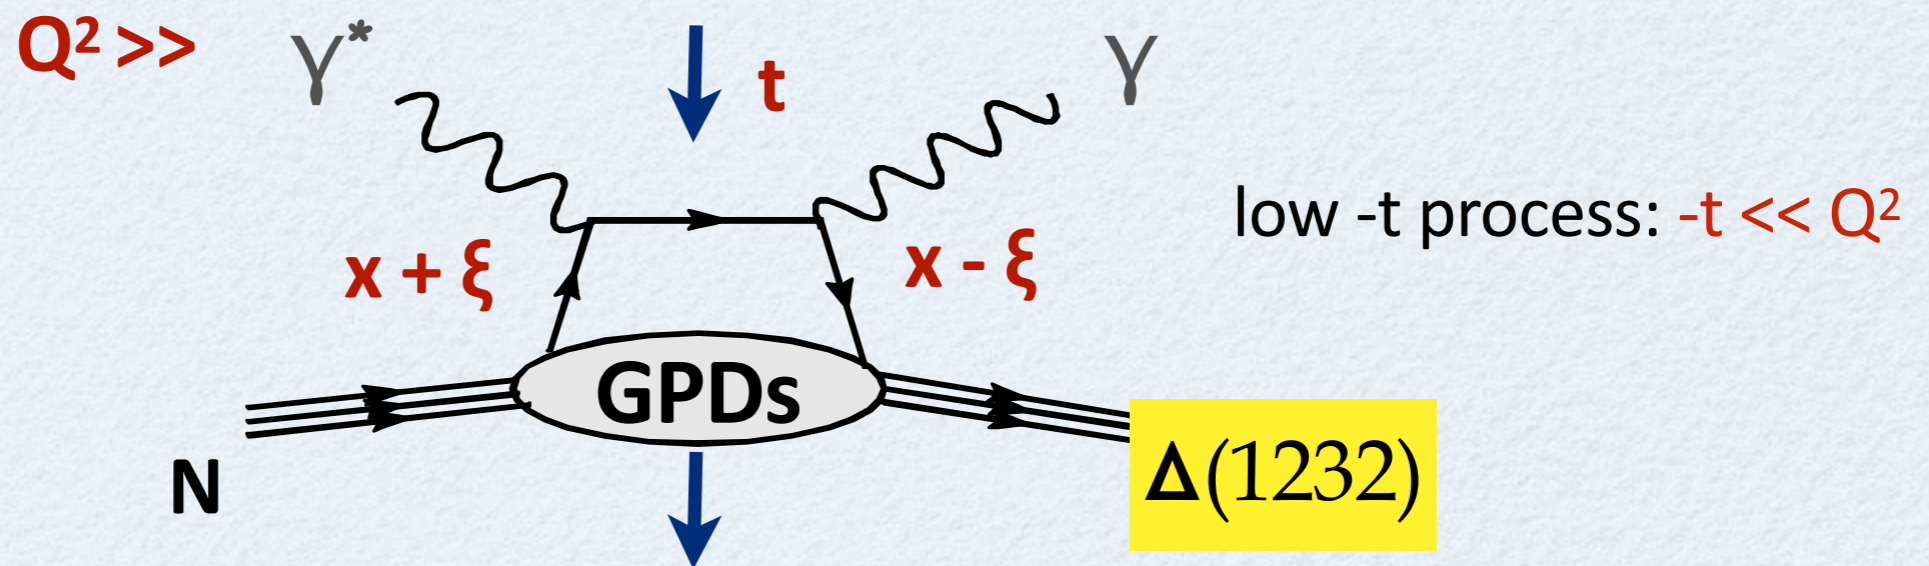 Q² >>
γ*
t
γ
low -t process: -t << Q²
x + ξ
x - ξ
GPDs
N
Δ(1232)